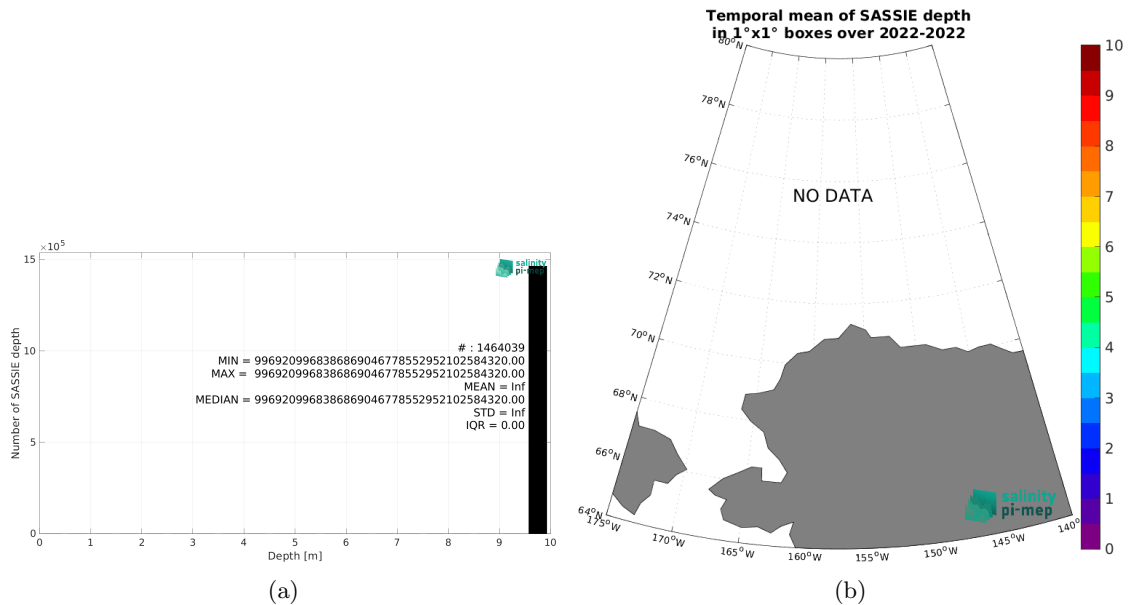 ×10^5
15
10
5
0
Number of SASSIE depth
salinity
pi-mep
# : 1464039
MIN = 9969209968386869046778552952102584320.00
MAX = 9969209968386869046778552952102584320.00
MEAN = Inf
MEDIAN = 9969209968386869046778552952102584320.00
STD = Inf
IQR = 0.00
0 1 2 3 4 5 6 7 8 9 10
Depth [m]
(a)
Temporal mean of SASSIE depth
in 1°x1° boxes over 2022-2022
80°N
78°N
76°N
74°N
72°N
70°N
68°N
66°N
64°N
NO DATA
175°W
170°W
165°W
160°W
155°W
150°W
145°W
140°
salinity
pi-mep
10
9
8
7
6
5
4
3
2
1
0
(b)